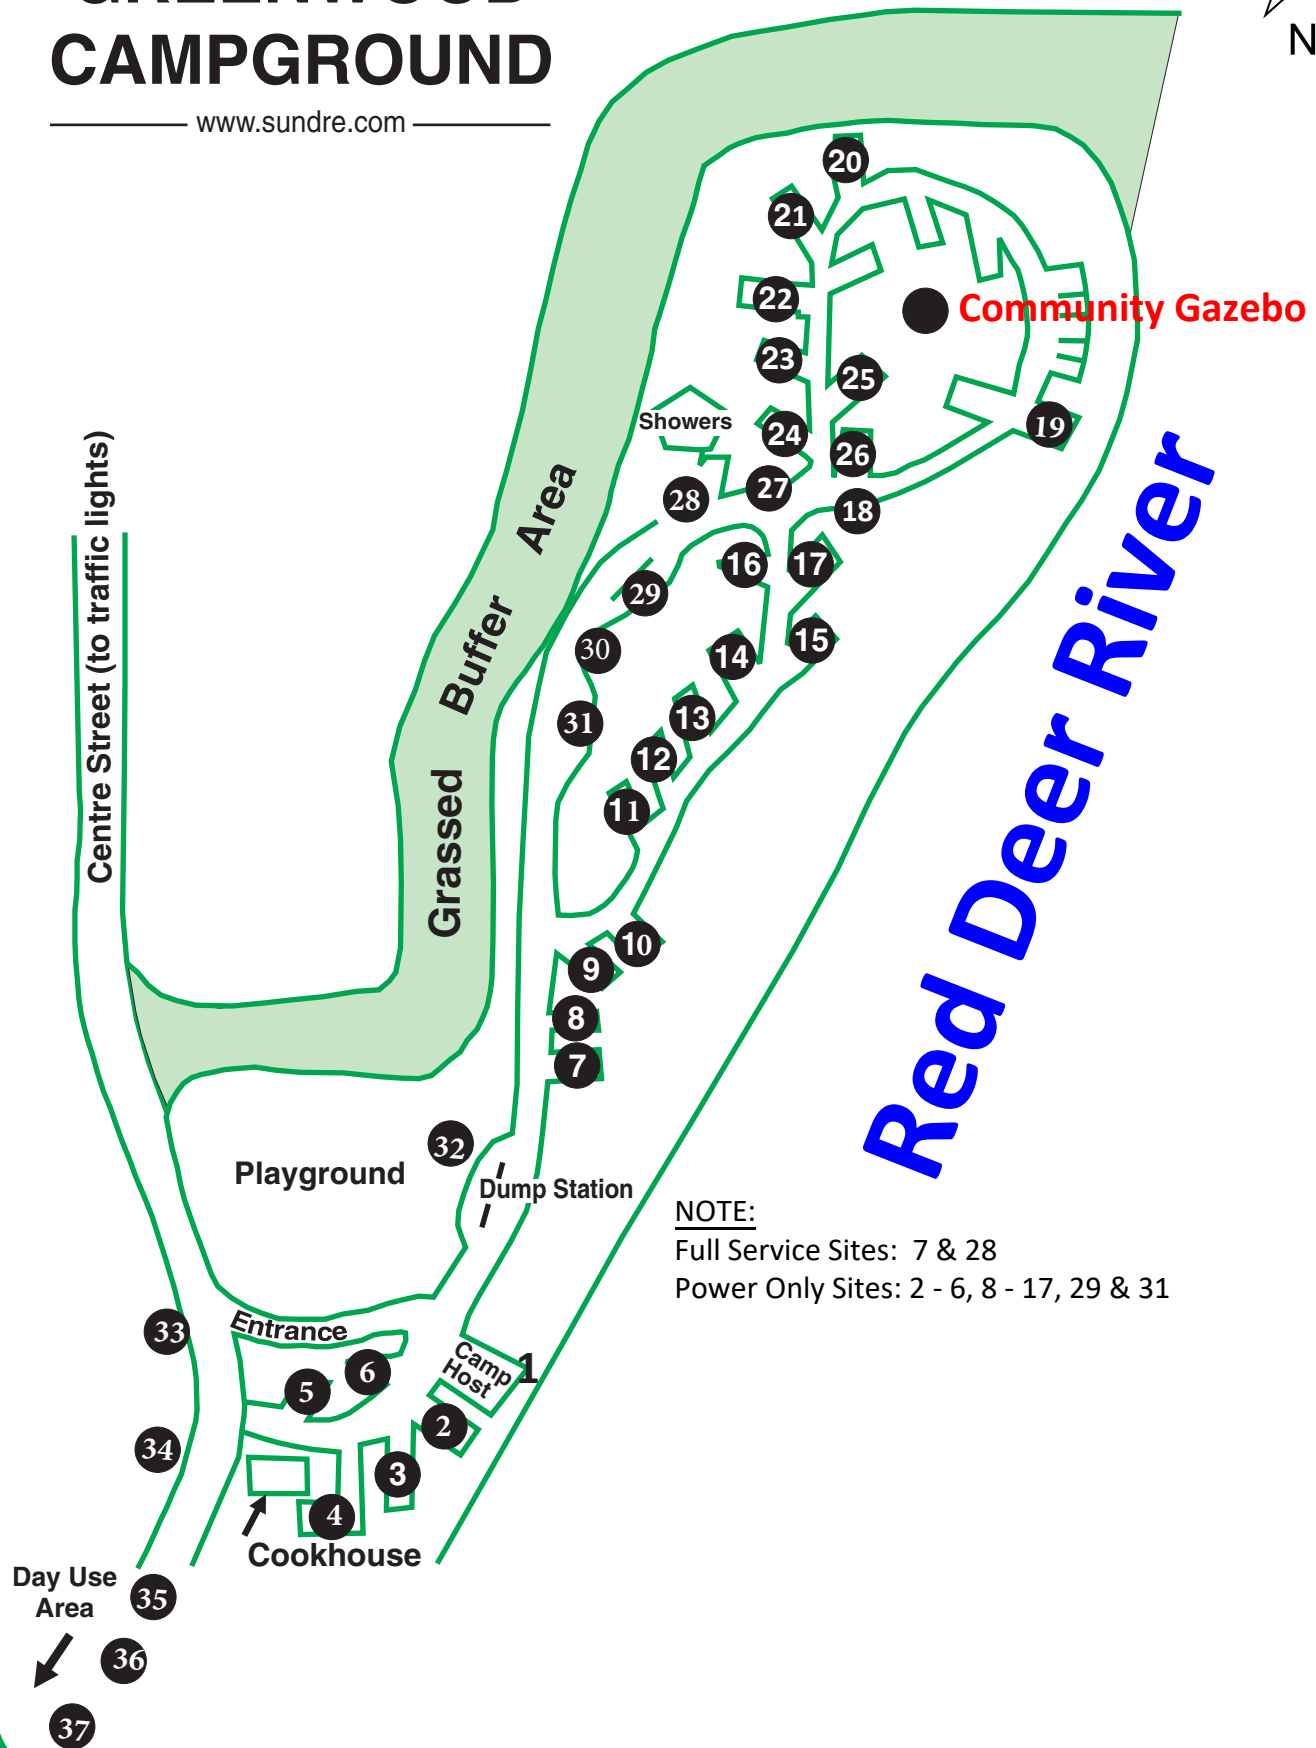 GREENWOOD
CAMPGROUND
www.sundre.com
N
20
21
22
Community Gazebo
23
25
Showers
24
19
26
28
27
18
16
17
29
30
15
14
31
13
12
11
Centre Street (to traffic lights)
Grassed Buffer Area
Red Deer River
10
9
8
7
32
Playground
Dump Station
NOTE:
Full Service Sites: 7 & 28
Power Only Sites: 2 - 6, 8 - 17, 29 & 31
33
Entrance
Camp
Host
1
6
5
2
34
3
4
Cookhouse
Day Use
Area
35
36
37